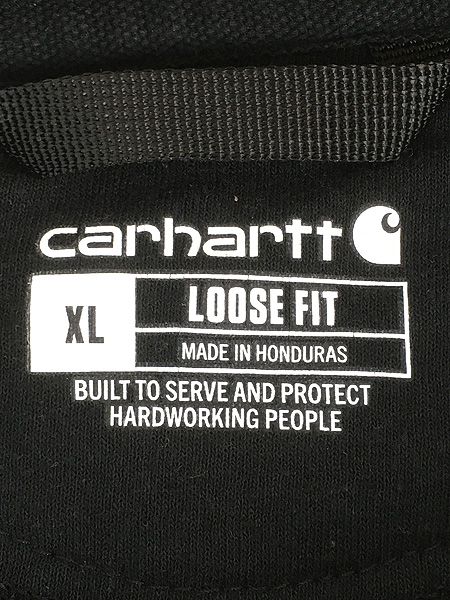 carhartt
XL
LOOSE FIT
MADE IN HONDURAS
BUILT TO SERVE AND PROTECT
HARDWORKING PEOPLE